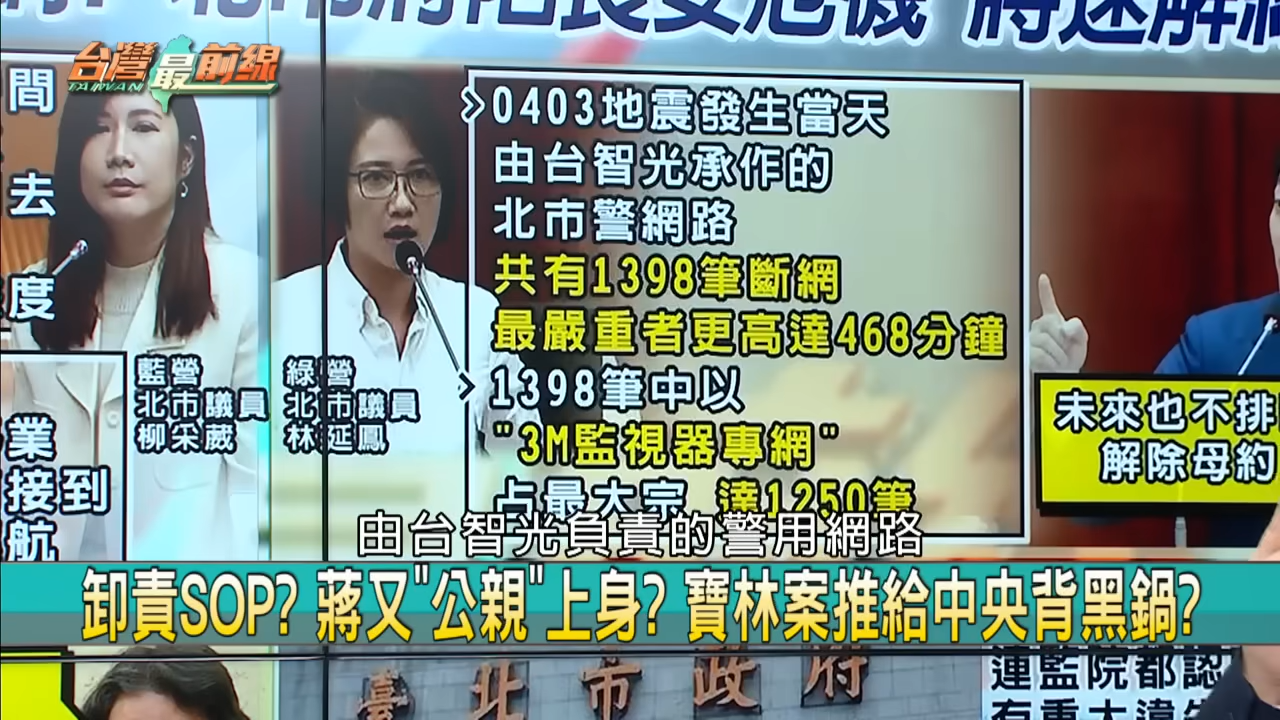 台灣最前線
TAIWAN
間
去
度
0403地震發生當天
由台智光承作的
北市警網路
共有1398筆斷網
最嚴重者更高達468分鐘
1398筆中以
"3M監視器專網"
占最大宗 達1250筆
藍營
北市議員
柳采葳
綠營
北市議員
林延鳳
業
接到
航
未來也不排
解除母約
由台智光負責的警用網路
卸責SOP? 蔣又"公親"上身? 寶林案推給中央背黑鍋?
臺北市政府
連監院都認
有重大違失